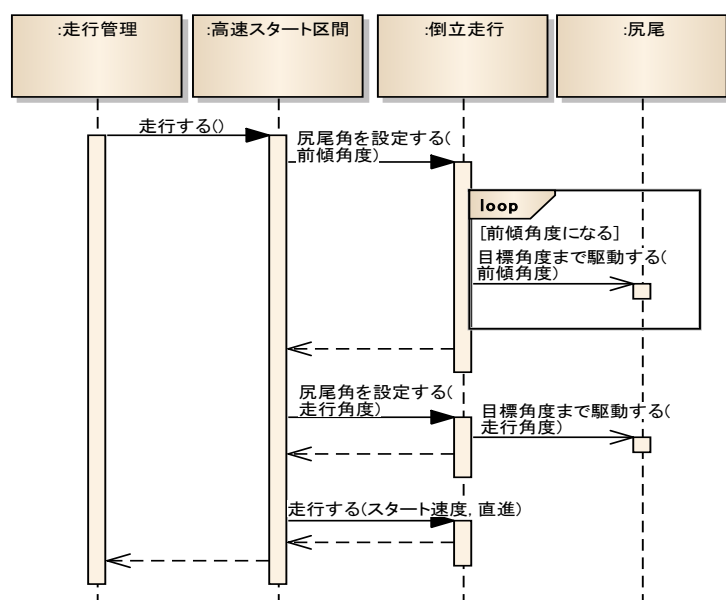 :走行管理
:高速スタート区間
:倒立走行
:尻尾
走行する()
尻尾角を設定する(
前傾角度)
loop
[前傾角度になる]
目標角度まで駆動する(
前傾角度)
尻尾角を設定する(
走行角度)
目標角度まで駆動する(
走行角度)
走行する(スタート速度, 直進)